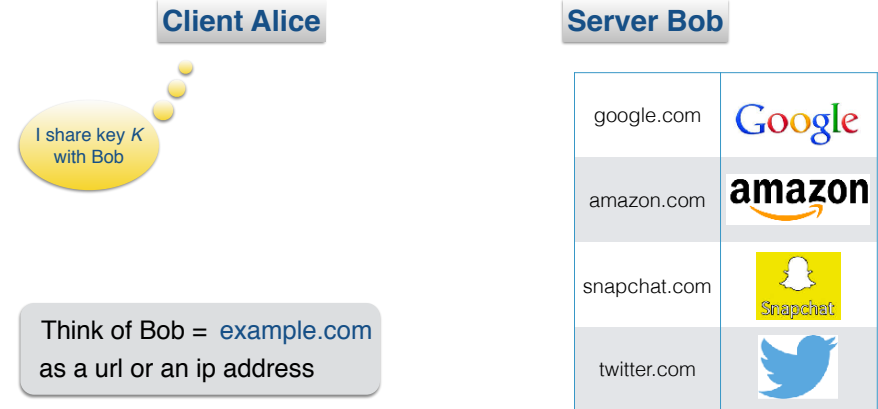 Client Alice
Server Bob
I share key K
with Bob
google.com
Google
amazon.com
amazon
snapchat.com
Snapchat
twitter.com
Think of Bob = example.com
as a url or an ip address